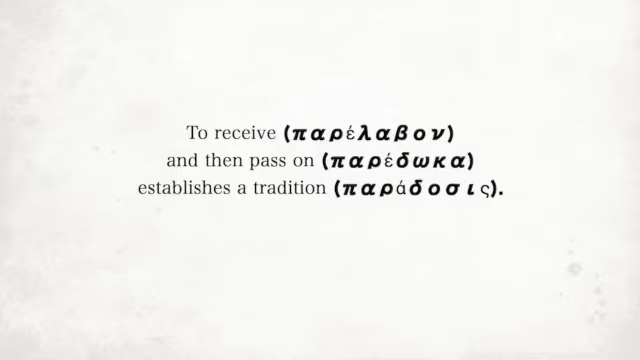 To receive (παρέλαβον)
and then pass on (παρέδωκα)
establishes a tradition (παράδοσις).